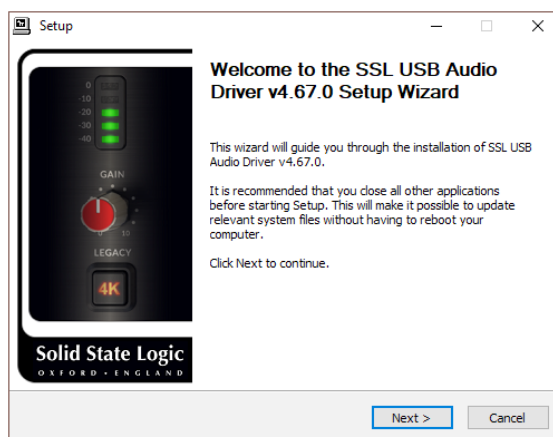 Setup
Welcome to the SSL USB Audio
Driver v4.67.0 Setup Wizard
This wizard will guide you through the installation of SSL USB
Audio Driver v4.67.0.
It is recommended that you close all other applications
before starting Setup. This will make it possible to update
relevant system files without having to reboot your
computer.
Click Next to continue.
0
-10
-20
-30
-40
GAIN
0 10
LEGACY
4K
Solid State Logic
OXFORD • ENGLAND
Next >
Cancel